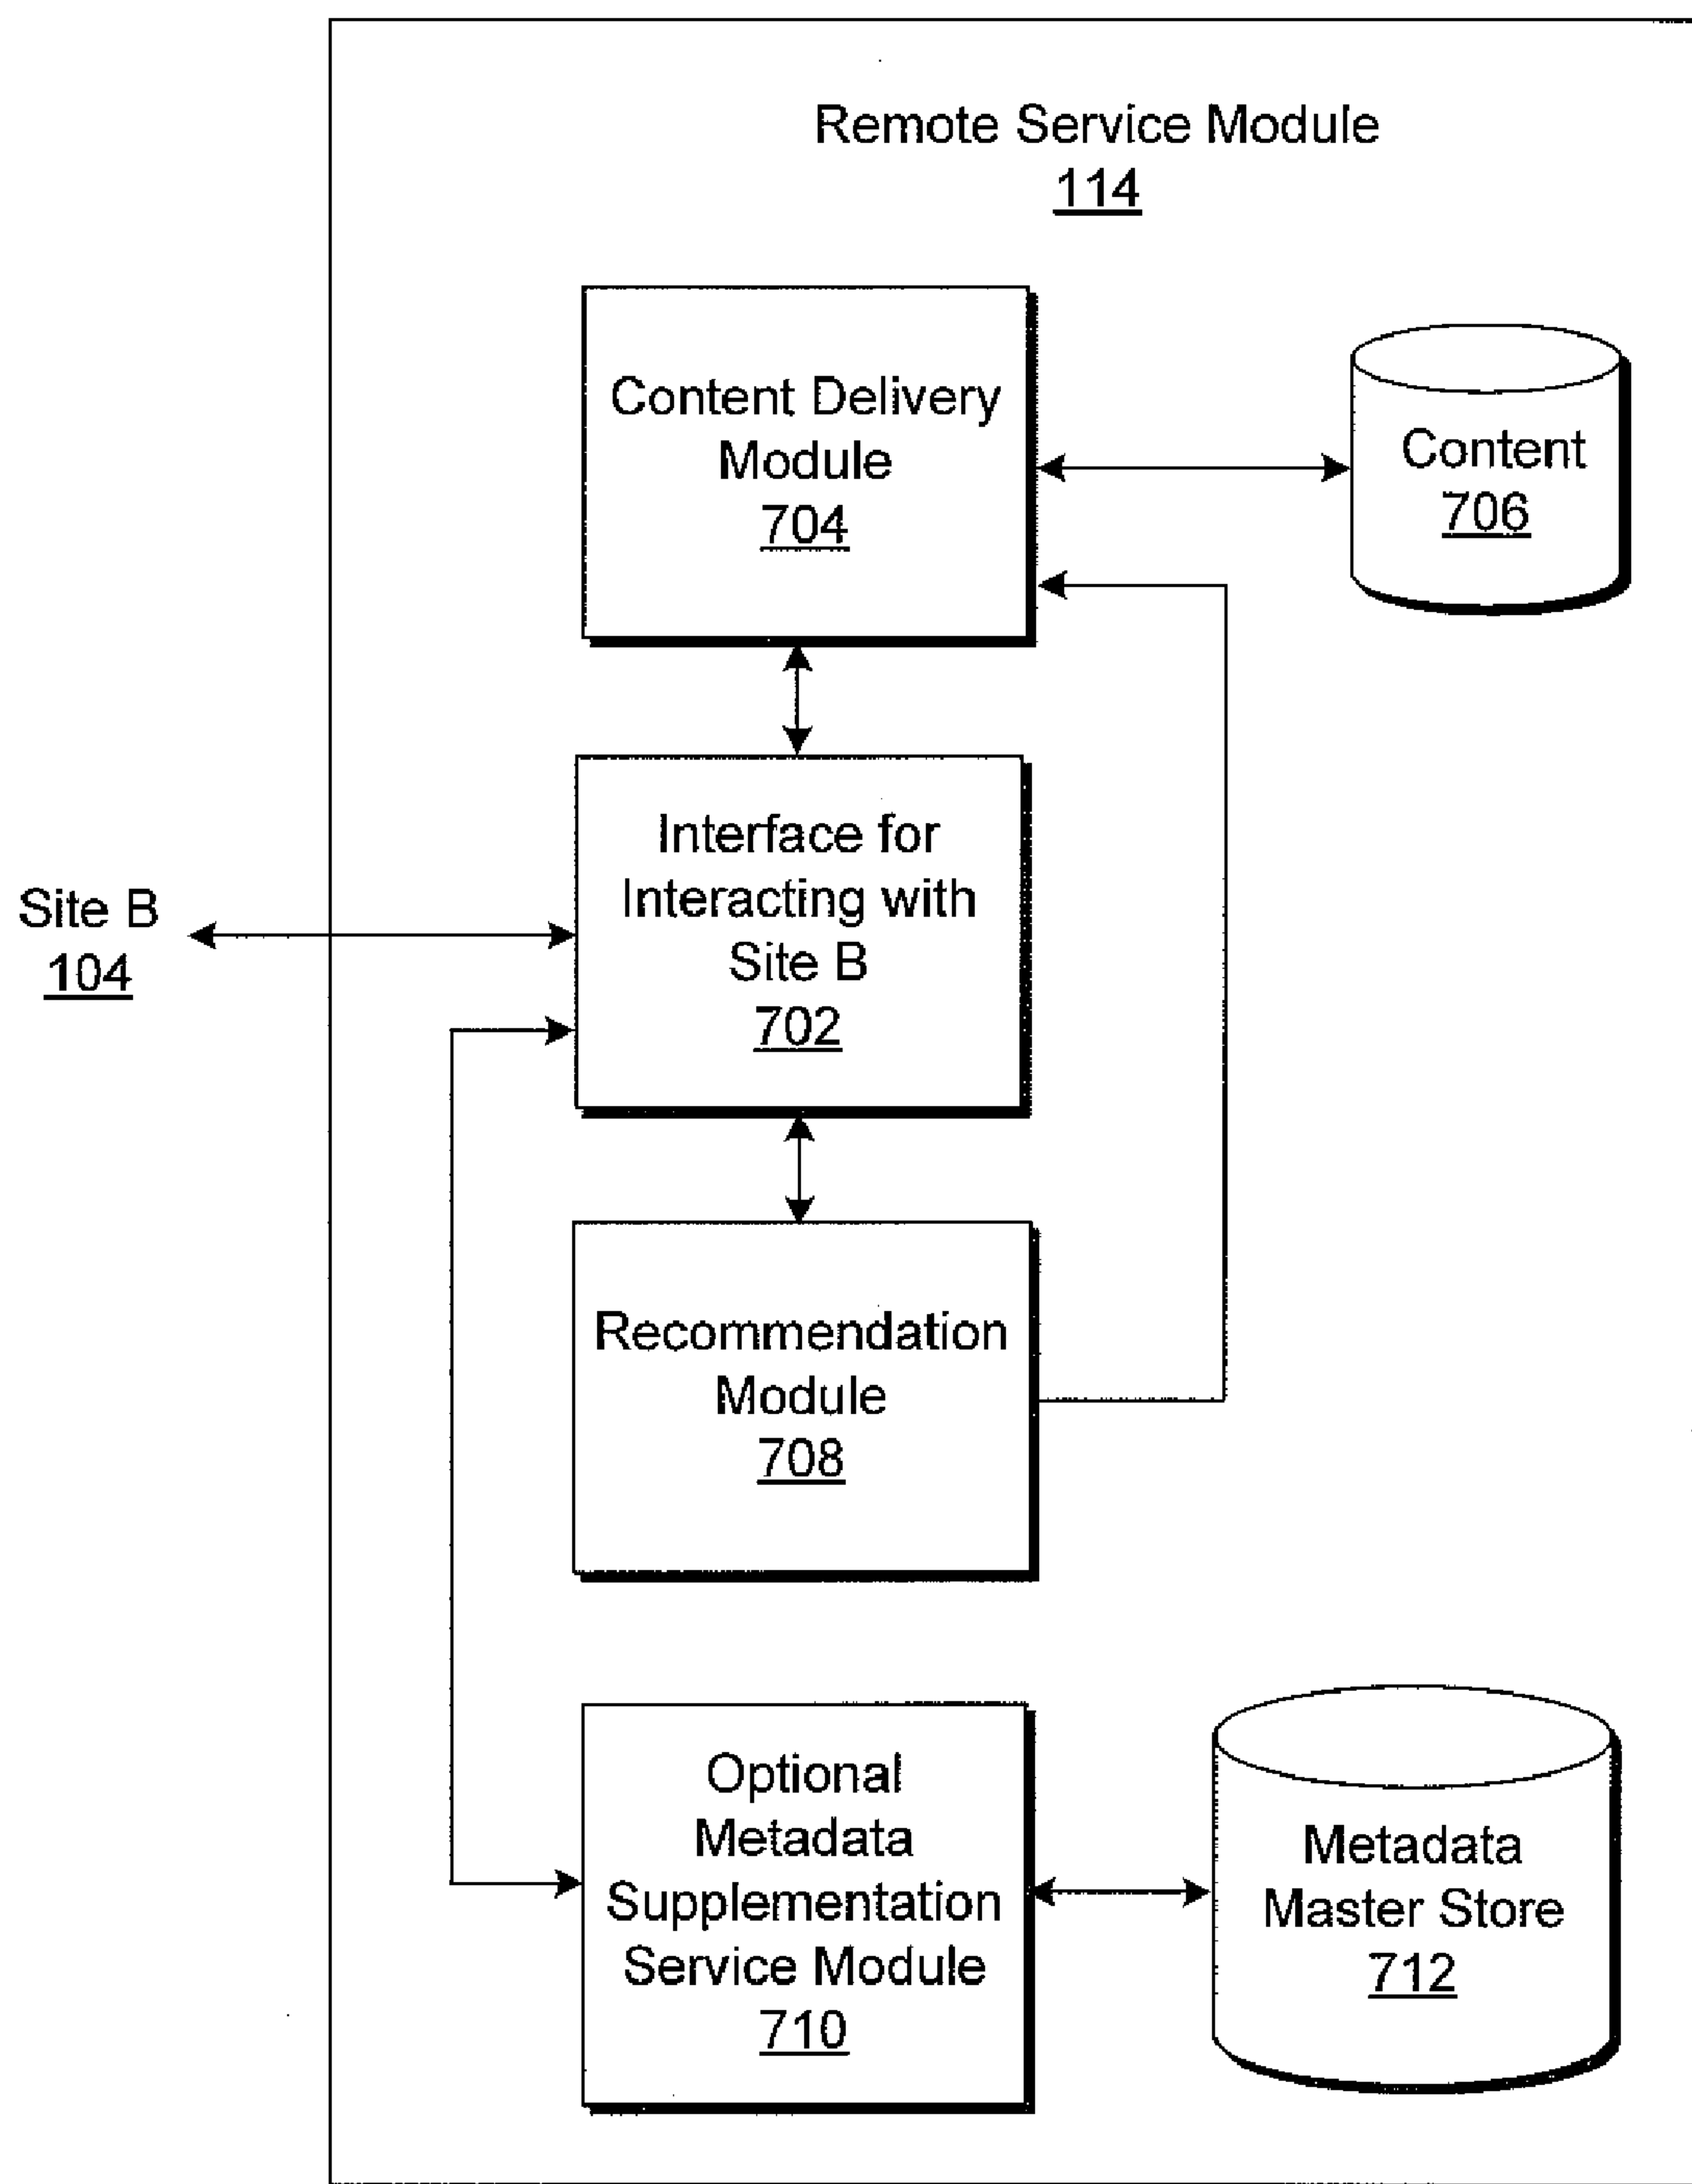 Remote Service Module
114
Content Delivery
Module
704
Content
706
Interface for
Interacting with
Site B
702
Site B
104
Recommendation
Module
708
Optional
Metadata
Supplementation
Service Module
710
Metadata
Master Store
712